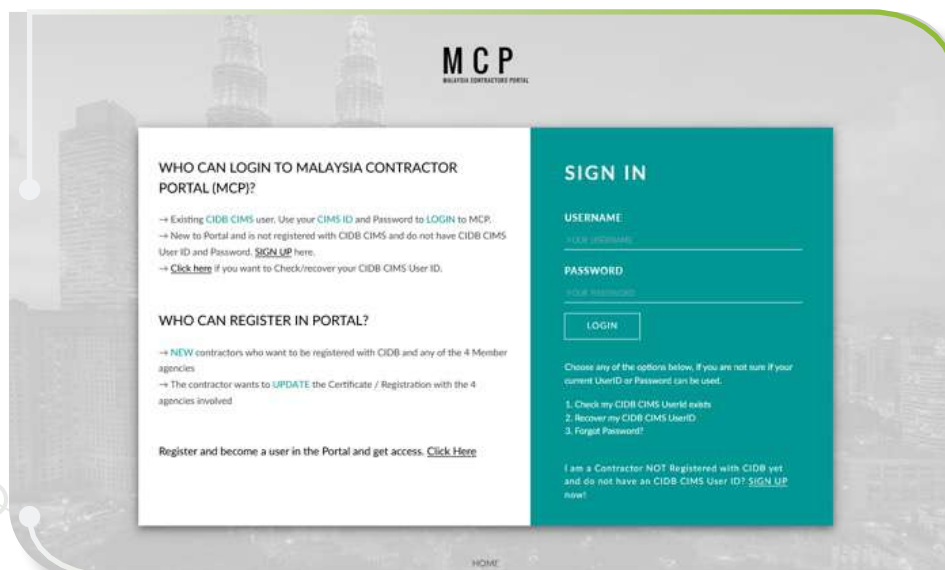 MCP
MALAYSIA CONTRACTORS PORTAL
WHO CAN LOGIN TO MALAYSIA CONTRACTOR
PORTAL (MCP)?
→ Existing CIDB CIMS user, Use your CIMS ID and Password to LOGIN to MCP.
→ New to Portal and is not registered with CIDB CIMS and do not have CIDB CIMS
User ID and Password, SIGN UP here.
→ Click here if you want to Check/recover your CIDB CIMS User ID.
WHO CAN REGISTER IN PORTAL?
→ NEW contractors who want to be registered with CIDB and any of the 4 Member
agencies
→ The contractor wants to UPDATE the Certificate / Registration with the 4
agencies involved
Register and become a user in the Portal and get access. Click Here
SIGN IN
USERNAME
YOUR USERNAME
PASSWORD
YOUR PASSWORD
LOGIN
Choose any of the options below, if you are not sure if your
current UserID or Password can be used.
1. Check my CIDB CIMS UserId exists
2. Recover my CIDB CIMS UserID
3. Forgot Password?
I am a Contractor NOT Registered with CIDB yet
and do not have an CIDB CIMS User ID? SIGN UP
now!
HOME